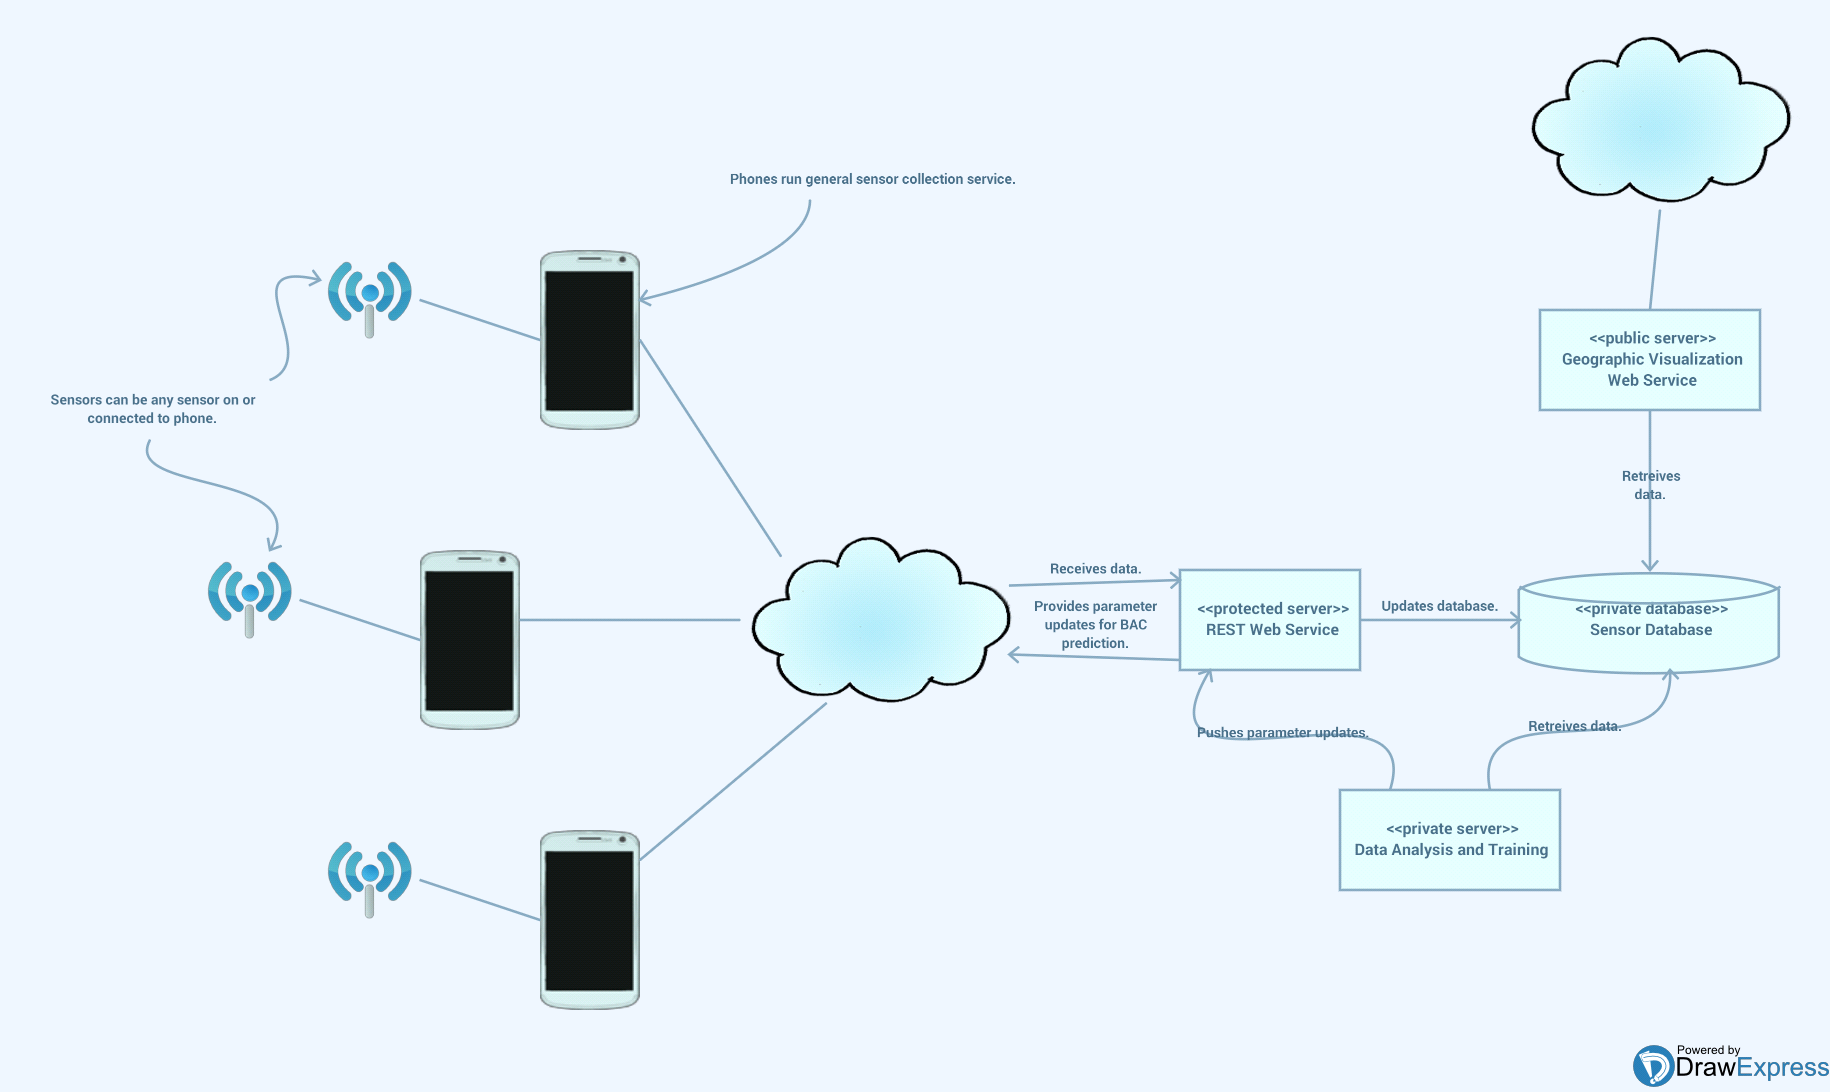 Phones run general sensor collection service.
<<public server>>
Geographic Visualization
Web Service
Sensors can be any sensor on or
connected to phone.
Retreives
data.
Receives data.
Provides parameter
updates for BAC
prediction.
<<protected server>>
REST Web Service
Updates database.
<<private database>>
Sensor Database
Pushes parameter updates.
Retreives data.
<<private server>>
Data Analysis and Training
Powered by
DrawExpress